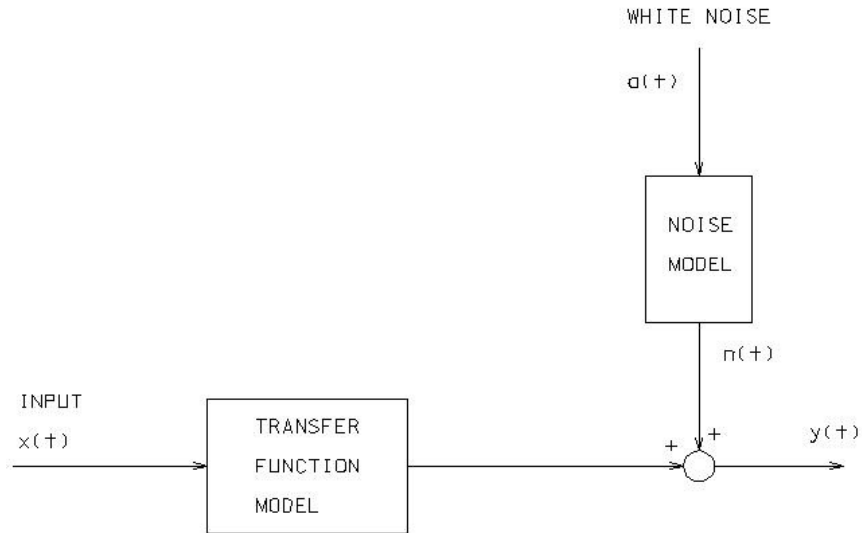 WHITE NOISE
a(t)
NOISE
MODEL
n(t)
INPUT
x(t)
TRANSFER
FUNCTION
MODEL
+
+
y(t)